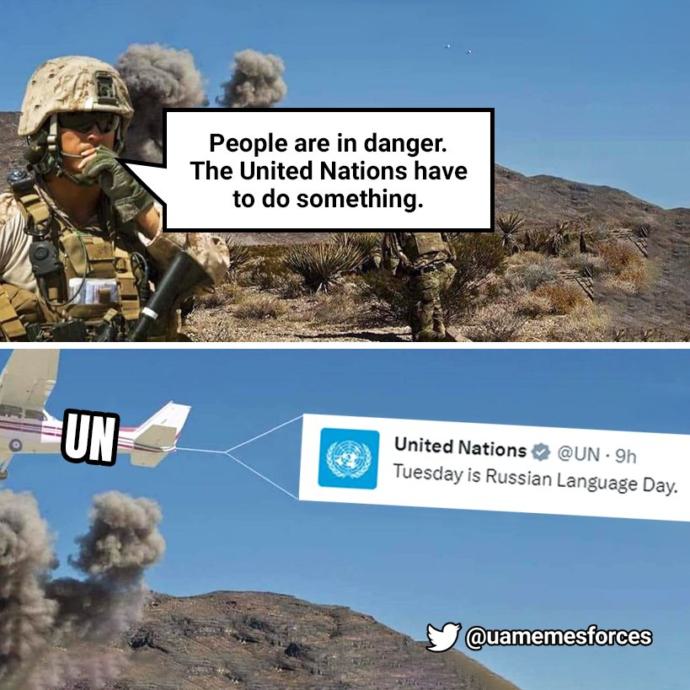 People are in danger.
The United Nations have
to do something.
UN
United Nations @UN · 9h
Tuesday is Russian Language Day.
@uamemesforces